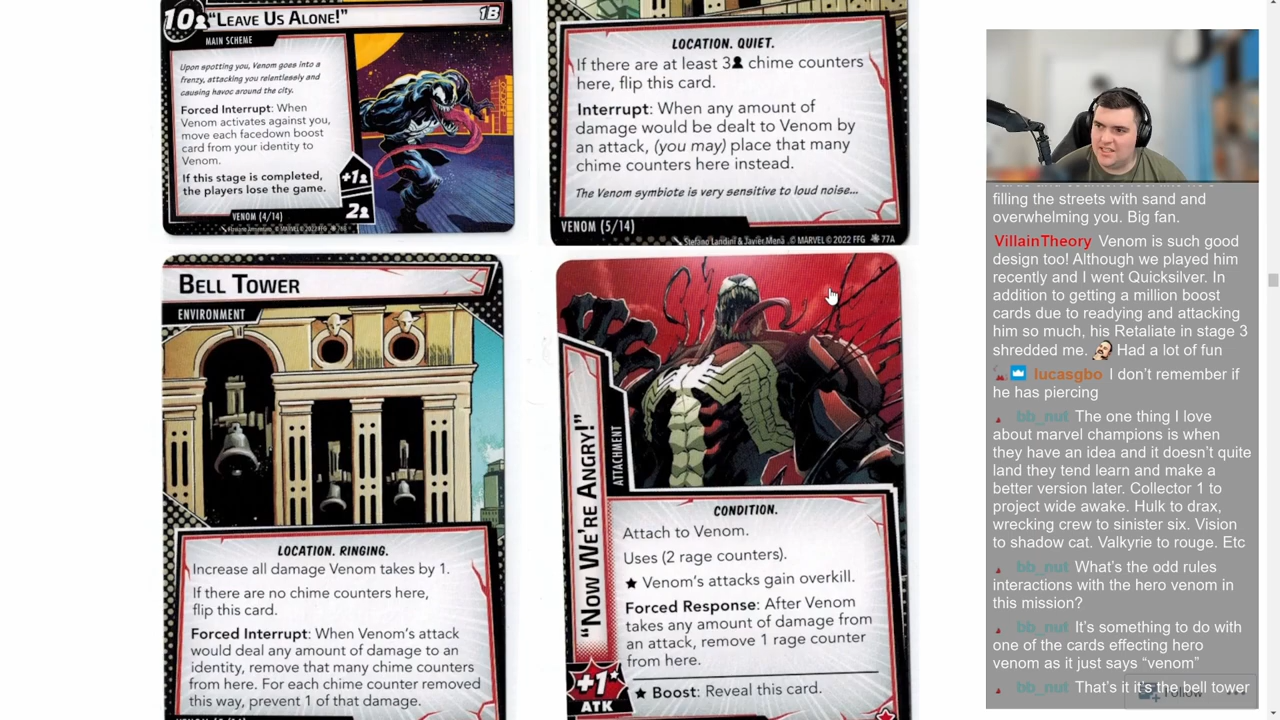 10 "LEAVE US ALONE!" 1B
MAIN SCHEME
Upon spotting you, Venom goes into a
frenzy, attacking you relentlessly and
causing havoc around the city.
Forced Interrupt: When
Venom activates against you,
move each facedown boost
card from your identity to
Venom.
If this stage is completed,
the players lose the game.
+1
2
VENOM (4/14)
© MARVEL © 2022 FFG
LOCATION. QUIET.
If there are at least 3 chime counters
here, flip this card.
Interrupt: When any amount of
damage would be dealt to Venom by
an attack, (you may) place that many
chime counters here instead.
The Venom symbiote is very sensitive to loud noise...
VENOM (5/14)
Stefano Landini & Javier Mena © MARVEL © 2022 FFG 77A
BELL TOWER
ENVIRONMENT
LOCATION. RINGING.
Increase all damage Venom takes by 1.
If there are no chime counters here,
flip this card.
Forced Interrupt: When Venom's attack
would deal any amount of damage to an
identity, remove that many chime counters
from here. For each chime counter removed
this way, prevent 1 of that damage.
"NOW WE'RE ANGRY!"
ATTACHMENT
CONDITION.
Attach to Venom.
Uses (2 rage counters).
★ Venom's attacks gain overkill.
Forced Response: After Venom
takes any amount of damage from
an attack, remove 1 rage counter
from here.
+1★
ATK
★ Boost: Reveal this card.
filling the streets with sand and
overwhelming you. Big fan.
VillainTheory Venom is such good
design too! Although we played him
recently and I went Quicksilver. In
addition to getting a million boost
cards due to readying and attacking
him so much, his Retaliate in stage 3
shredded me. Had a lot of fun
lucasgbo I don't remember if
he has piercing
bb_nut The one thing I love
about marvel champions is when
they have an idea and it doesn't quite
land they tend learn and make a
better version later. Collector 1 to
project wide awake. Hulk to drax,
wrecking crew to sinister six. Vision
to shadow cat. Valkyrie to rouge. Etc
bb_nut What's the odd rules
interactions with the hero venom in
this mission?
bb_nut It's something to do with
one of the cards effecting hero
venom as it just says "venom"
bb_nut That's it it's the bell tower
Follow